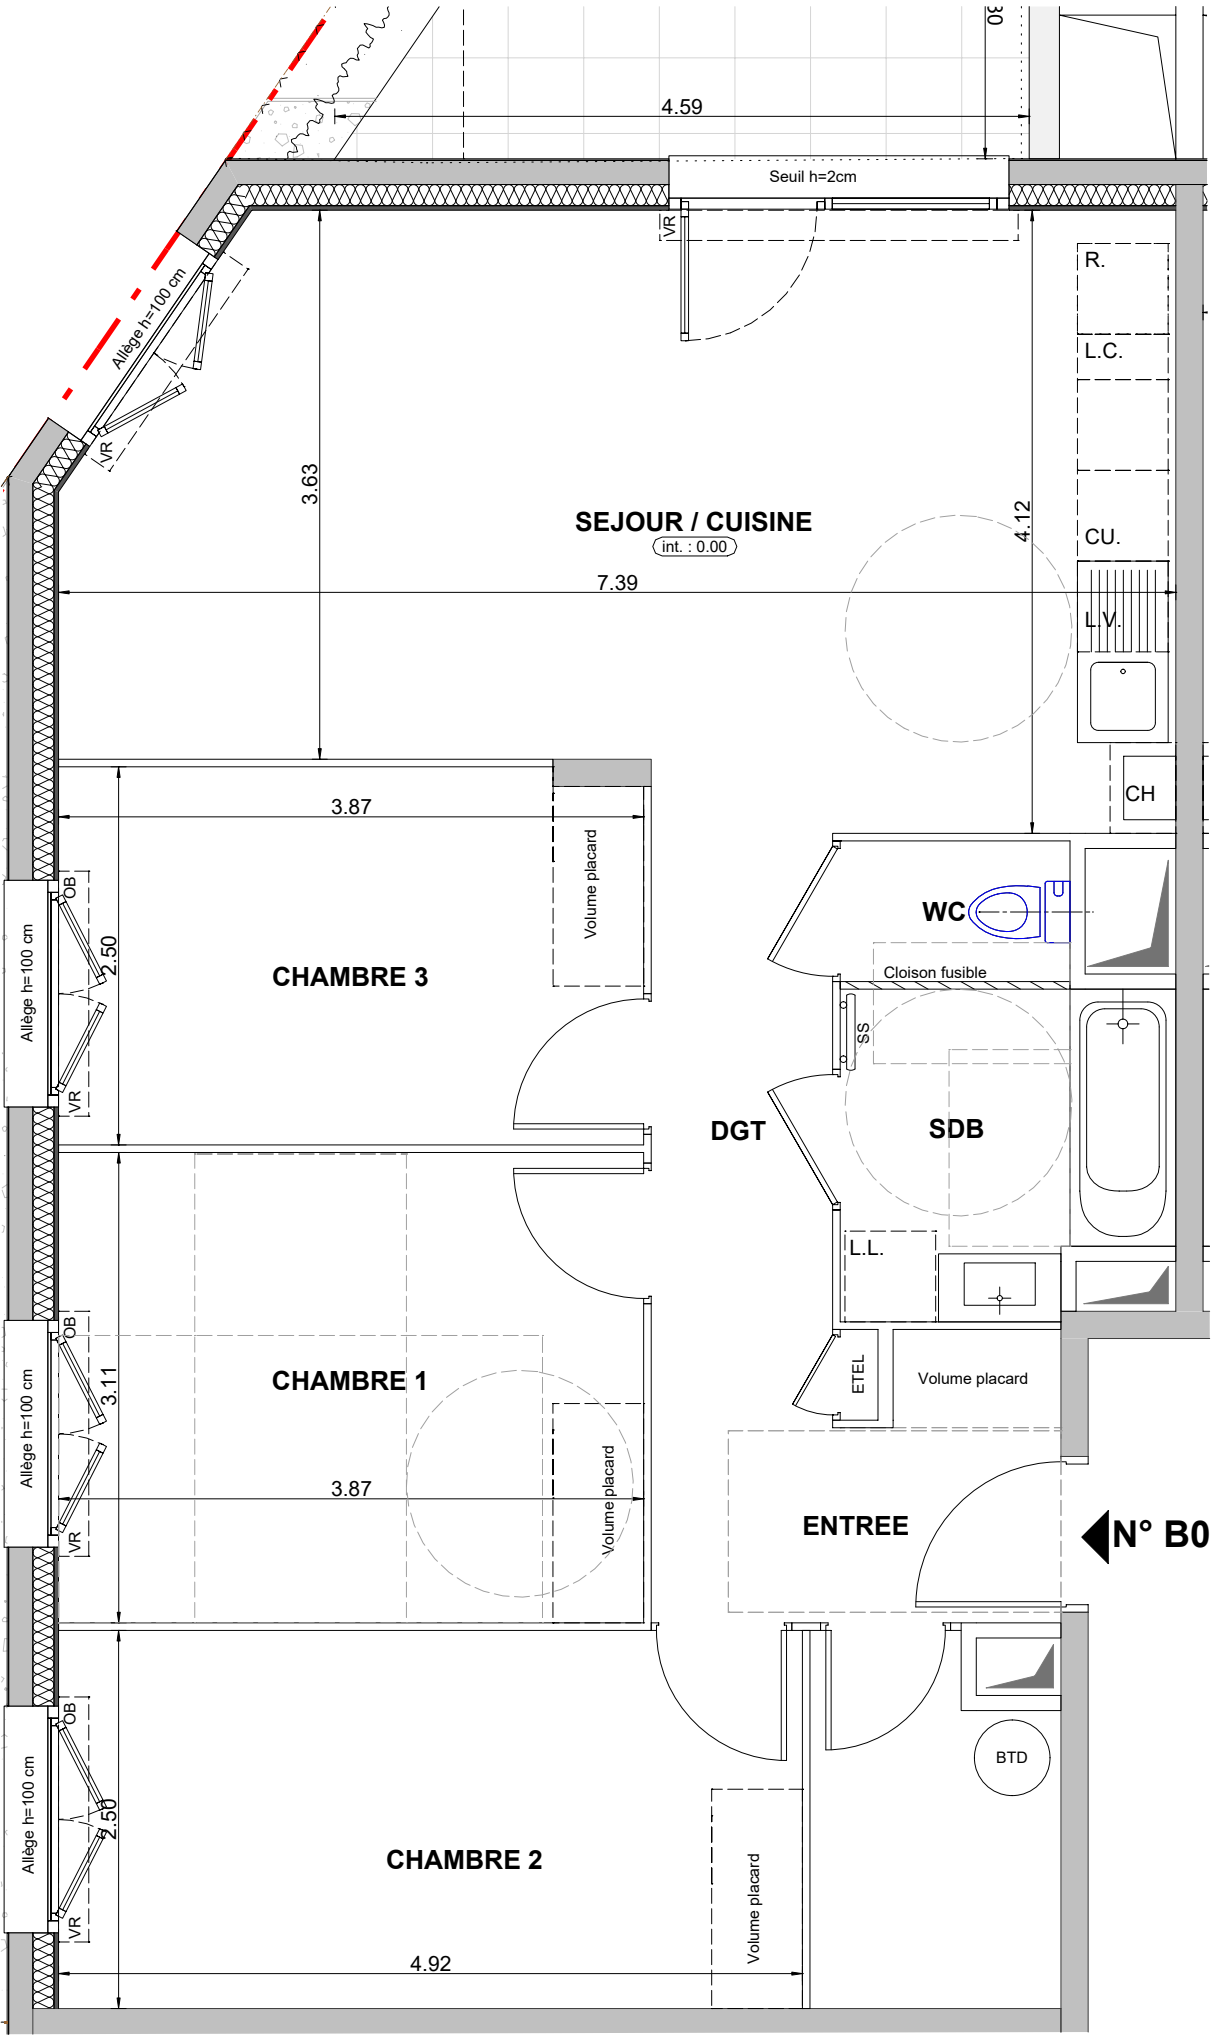 30
4.59
Seuil h=2cm
VR
Allège h=100 cm
VR
R.
L.C.
3.63
4.12
SEJOUR / CUISINE
int. : 0.00
CU.
7.39
L.V.
CH
3.87
Volume placard
OB
WC
2.50
CHAMBRE 3
Cloison fusible
Allège h=100 cm
SS
VR
DGT
SDB
L.L.
OB
3.11
CHAMBRE 1
ETEL
Volume placard
Allège h=100 cm
3.87
Volume placard
VR
ENTREE
N° B0
OB
BTD
2.50
Allège h=100 cm
CHAMBRE 2
Volume placard
VR
4.92